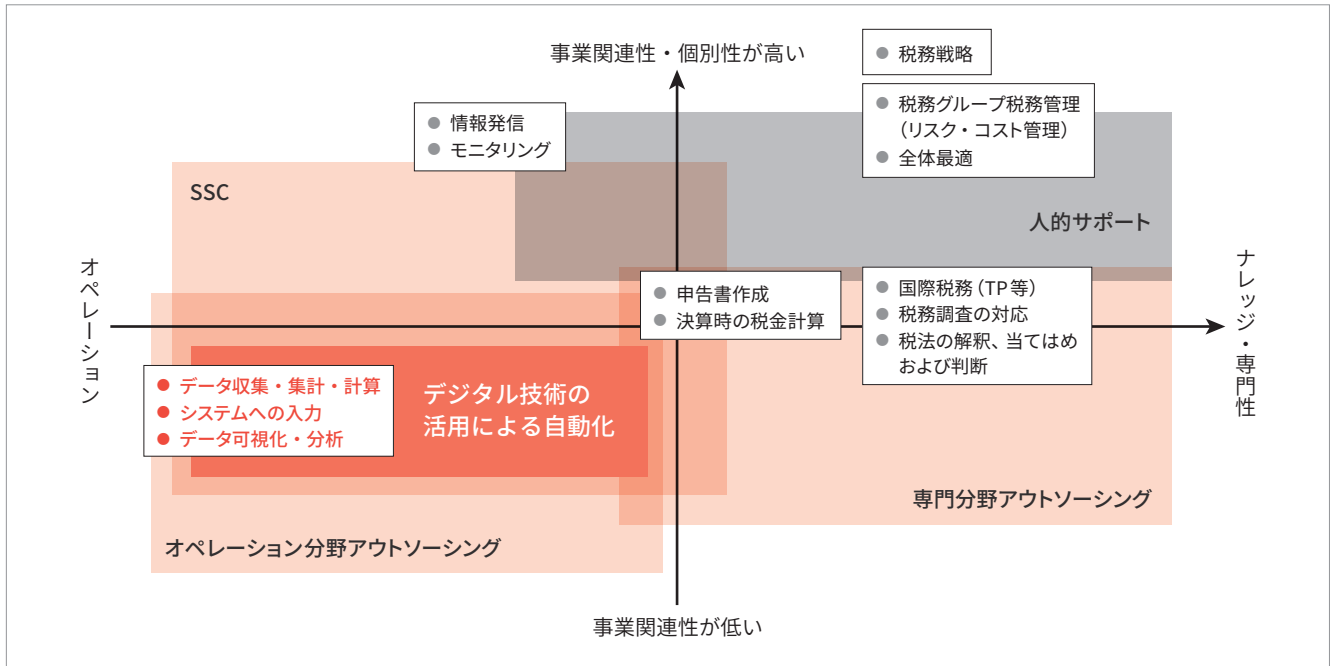 事業関連性・個別性が高い
税務戦略
税務グループ税務管理
（リスク・コスト管理）
全体最適
情報発信
モニタリング
SSC
人的サポート
オペレーション
ナレッジ・専門性
申告書作成
決算時の税金計算
国際税務（TP等）
税務調査の対応
税法の解釈、当てはめ
および判断
データ収集・集計・計算
システムへの入力
データ可視化・分析
デジタル技術の
活用による自動化
専門分野アウトソーシング
オペレーション分野アウトソーシング
事業関連性が低い